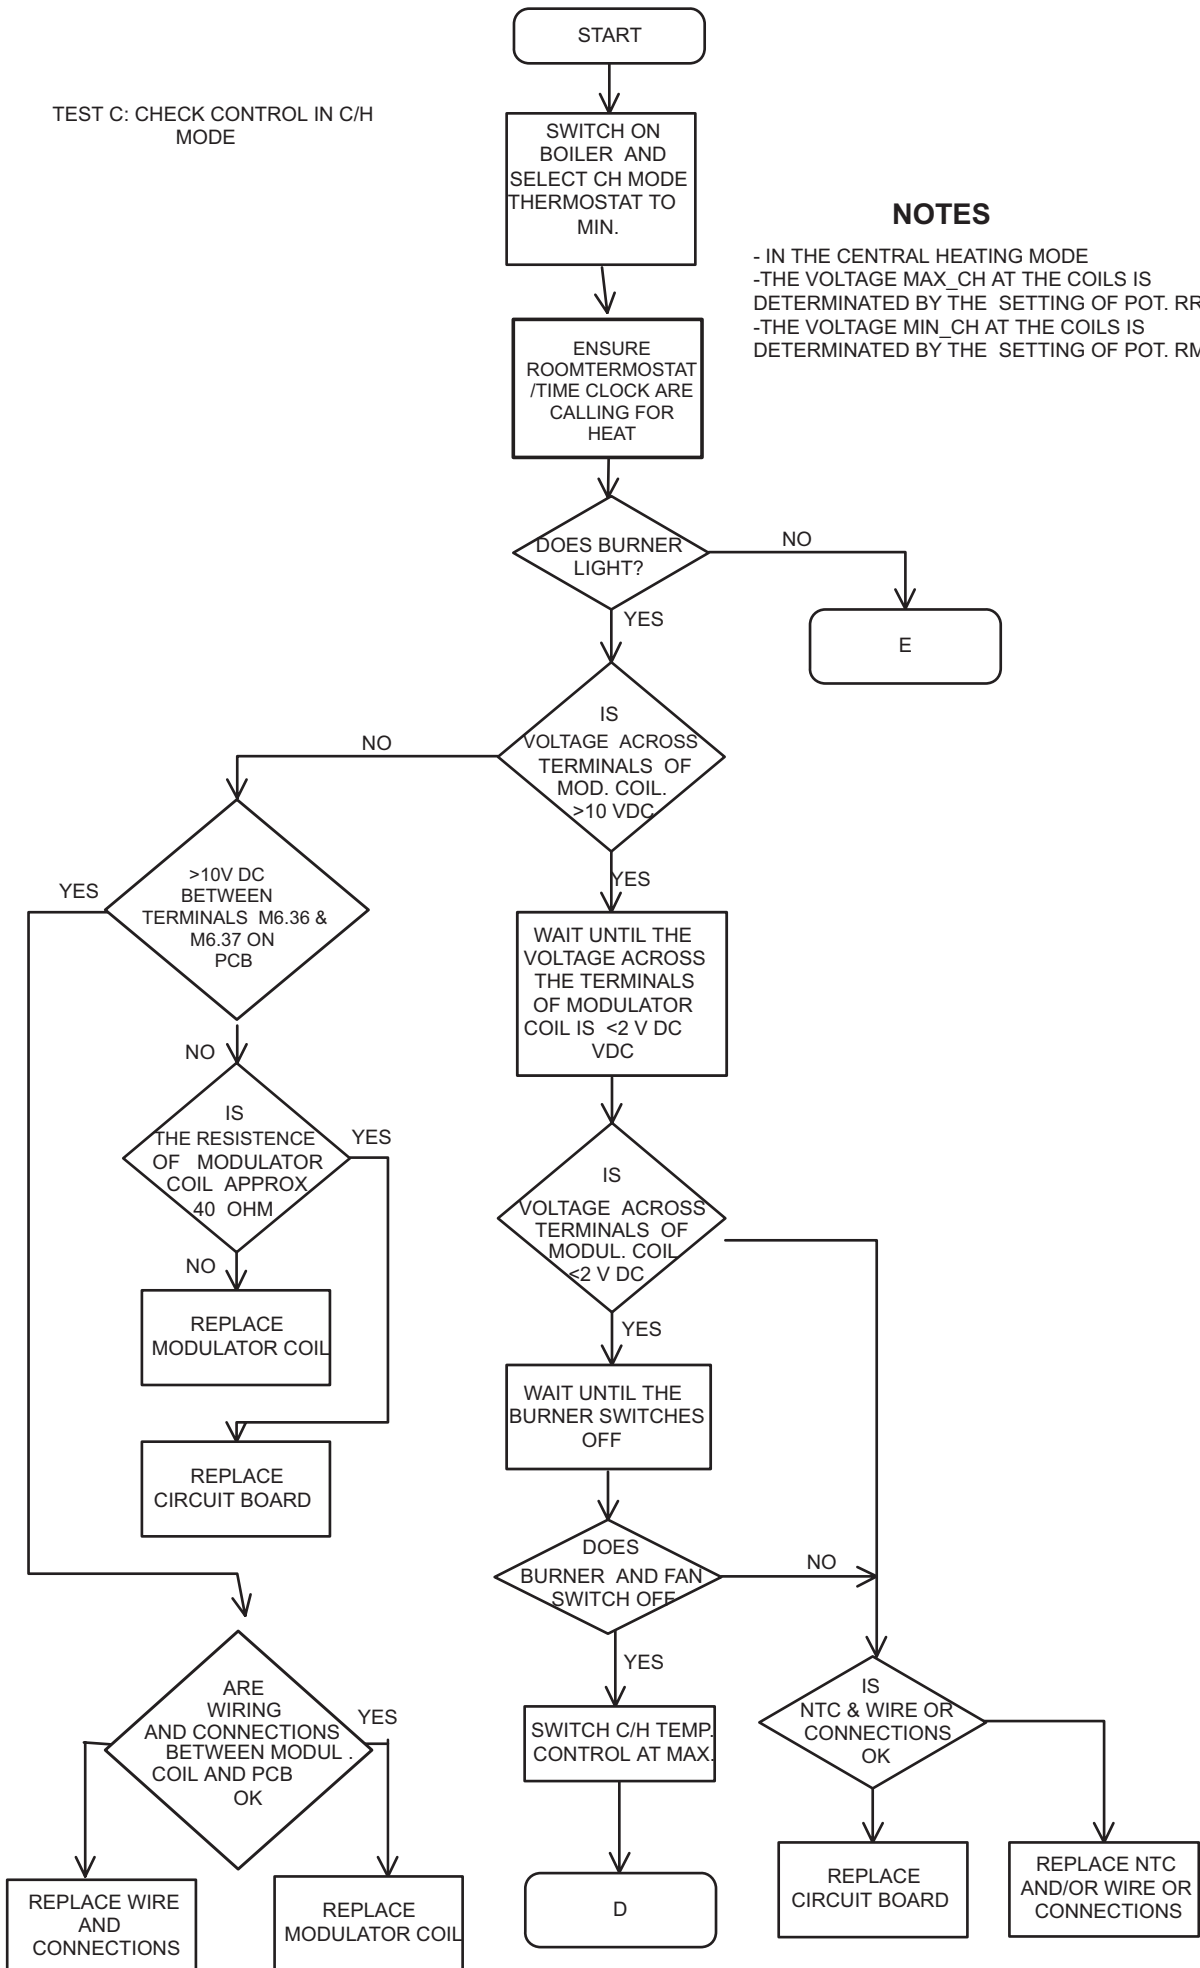 START
TEST C: CHECK CONTROL IN C/H
MODE
SWITCH ON
BOILER AND
SELECT CH MODE
THERMOSTAT TO
MIN.
NOTES
- IN THE CENTRAL HEATING MODE
-THE VOLTAGE MAX_CH AT THE COILS IS
DETERMINATED BY THE SETTING OF POT. RR
-THE VOLTAGE MIN_CH AT THE COILS IS
DETERMINATED BY THE SETTING OF POT. RM
ENSURE
ROOMTERMOSTAT
/TIME CLOCK ARE
CALLING FOR
HEAT
DOES BURNER
LIGHT?
NO
E
YES
IS
VOLTAGE ACROSS
TERMINALS OF
MOD. COIL.
>10 VDC
NO
YES
>10V DC
BETWEEN
TERMINALS M6.36 &
M6.37 ON
PCB
YES
NO
WAIT UNTIL THE
VOLTAGE ACROSS
THE TERMINALS
OF MODULATOR
COIL IS <2 V DC
VDC
IS
THE RESISTENCE
OF MODULATOR
COIL APPROX
40 OHM
YES
NO
REPLACE
MODULATOR COIL
REPLACE
CIRCUIT BOARD
IS
VOLTAGE ACROSS
TERMINALS OF
MODUL. COIL
<2 V DC
YES
WAIT UNTIL THE
BURNER SWITCHES
OFF
DOES
BURNER AND FAN
SWITCH OFF
NO
YES
ARE
WIRING
AND CONNECTIONS
BETWEEN MODUL .
COIL AND PCB
OK
YES
REPLACE WIRE
AND
CONNECTIONS
REPLACE
MODULATOR COIL
SWITCH C/H TEMP.
CONTROL AT MAX.
D
IS
NTC & WIRE OR
CONNECTIONS
OK
REPLACE
CIRCUIT BOARD
REPLACE NTC
AND/OR WIRE OR
CONNECTIONS